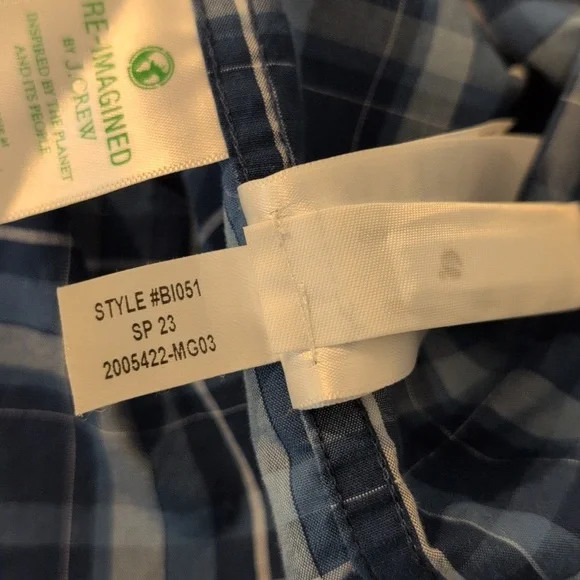 RE-IMAGINED
BY J.CREW
INSPIRED BY THE PLANET
AND ITS PEOPLE
STYLE #BI051
SP 23
2005422-MG03